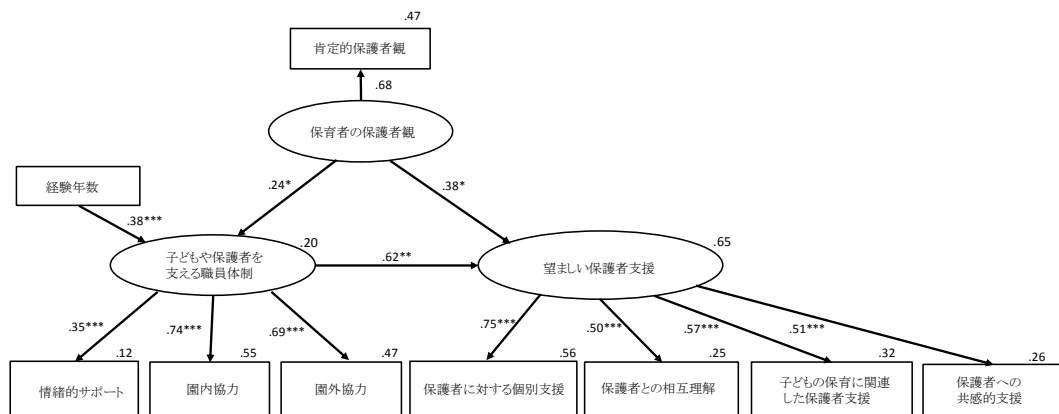 .47
肯定的保護者観
.68
保育者の保護者観
経験年数
.24*
.38*
.38***
子どもや保護者を
支える職員体制
.20
.62**
望ましい保護者支援
.65
.35***
.74***
.69***
.75***
.50***
.57***
.51***
.12
.55
.47
.56
.25
.32
.26
情緒的サポート
園内協力
園外協力
保護者に対する個別支援
保護者との相互理解
子どもの保育に関連
した保護者支援
保護者への
共感的支援